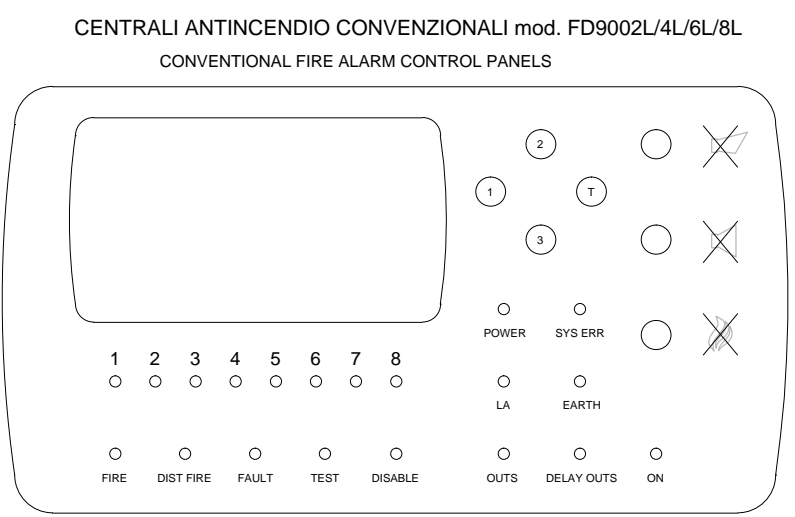 CENTRALI ANTINCENDIO CONVENZIONALI mod. FD9002L/4L/6L/8L
CONVENTIONAL FIRE ALARM CONTROL PANELS
2
1 T
3
POWER SYS ERR
1 2 3 4 5 6 7 8
LA EARTH
FIRE DIST FIRE FAULT TEST DISABLE OUTS DELAY OUTS ON